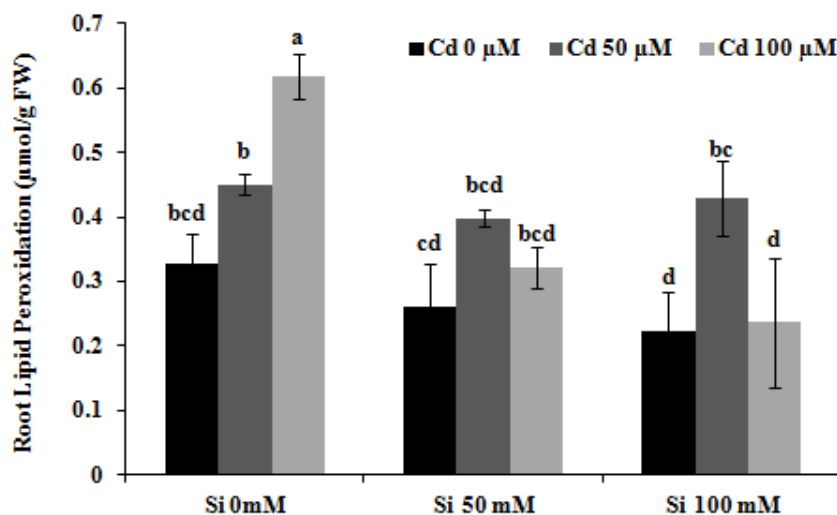 0.7
0.6
0.5
0.4
0.3
0.2
0.1
0
Root Lipid Peroxidation (µmol/g FW)
Cd 0 µM Cd 50 µM Cd 100 µM
bcd b a
cd bcd bcd
d bc d
Si 0mM Si 50 mM Si 100 mM